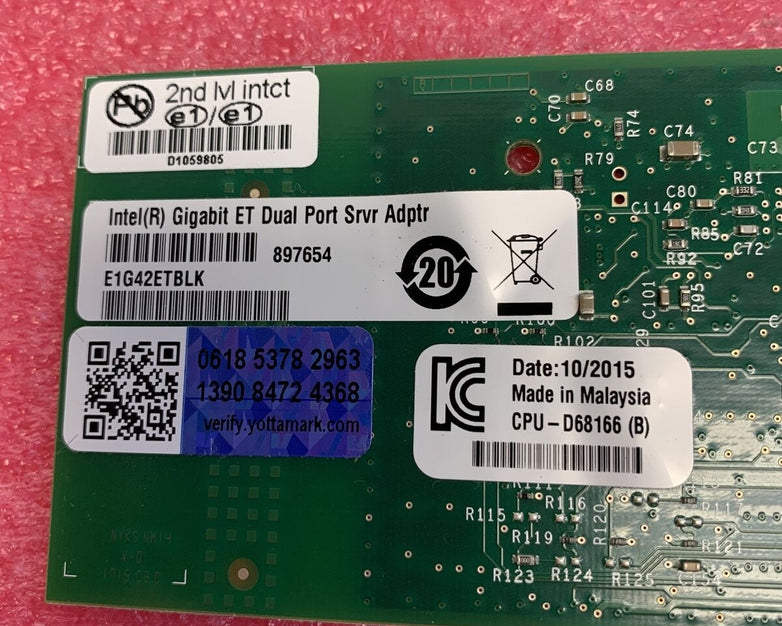 Pb 2nd lvl intct
e1/e1
D1059805
Intel(R) Gigabit ET Dual Port Srvr Adptr
897654
E1G42ETBLK
20
0618 5378 2963
1390 8472 4368
verify.yottamark.com
Date:10/2015
Made in Malaysia
CPU-D68166 (B)
C68
C70
R74
C74
C73
R79
R81
C80
C114
R85
C72
R92
C101
R95
R102
R115
R116
R120
R117
R119
R121
R123
R124
R125